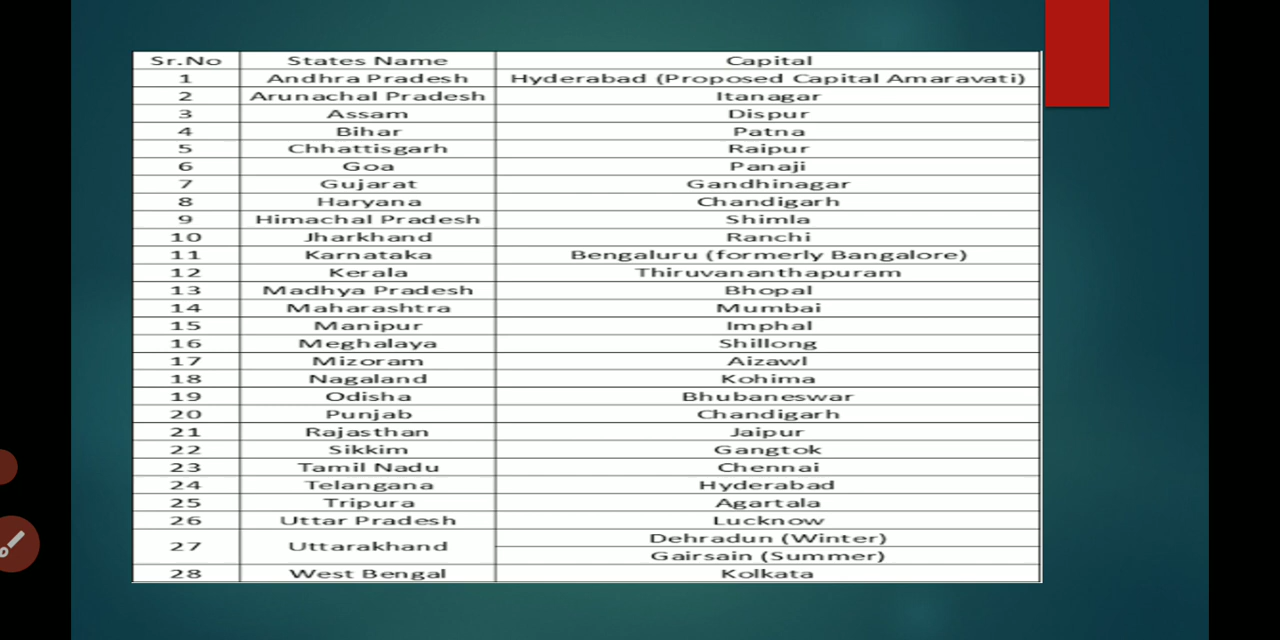 Sr.No States Name Capital
1 Andhra Pradesh Hyderabad (Proposed Capital Amaravati)
2 Arunachal Pradesh Itanagar
3 Assam Dispur
4 Bihar Patna
5 Chhattisgarh Raipur
6 Goa Panaji
7 Gujarat Gandhinagar
8 Haryana Chandigarh
9 Himachal Pradesh Shimla
10 Jharkhand Ranchi
11 Karnataka Bengaluru (formerly Bangalore)
12 Kerala Thiruvananthapuram
13 Madhya Pradesh Bhopal
14 Maharashtra Mumbai
15 Manipur Imphal
16 Meghalaya Shillong
17 Mizoram Aizawl
18 Nagaland Kohima
19 Odisha Bhubaneswar
20 Punjab Chandigarh
21 Rajasthan Jaipur
22 Sikkim Gangtok
23 Tamil Nadu Chennai
24 Telangana Hyderabad
25 Tripura Agartala
26 Uttar Pradesh Lucknow
27 Uttarakhand Dehradun (Winter)
Gairsain (Summer)
28 West Bengal Kolkata